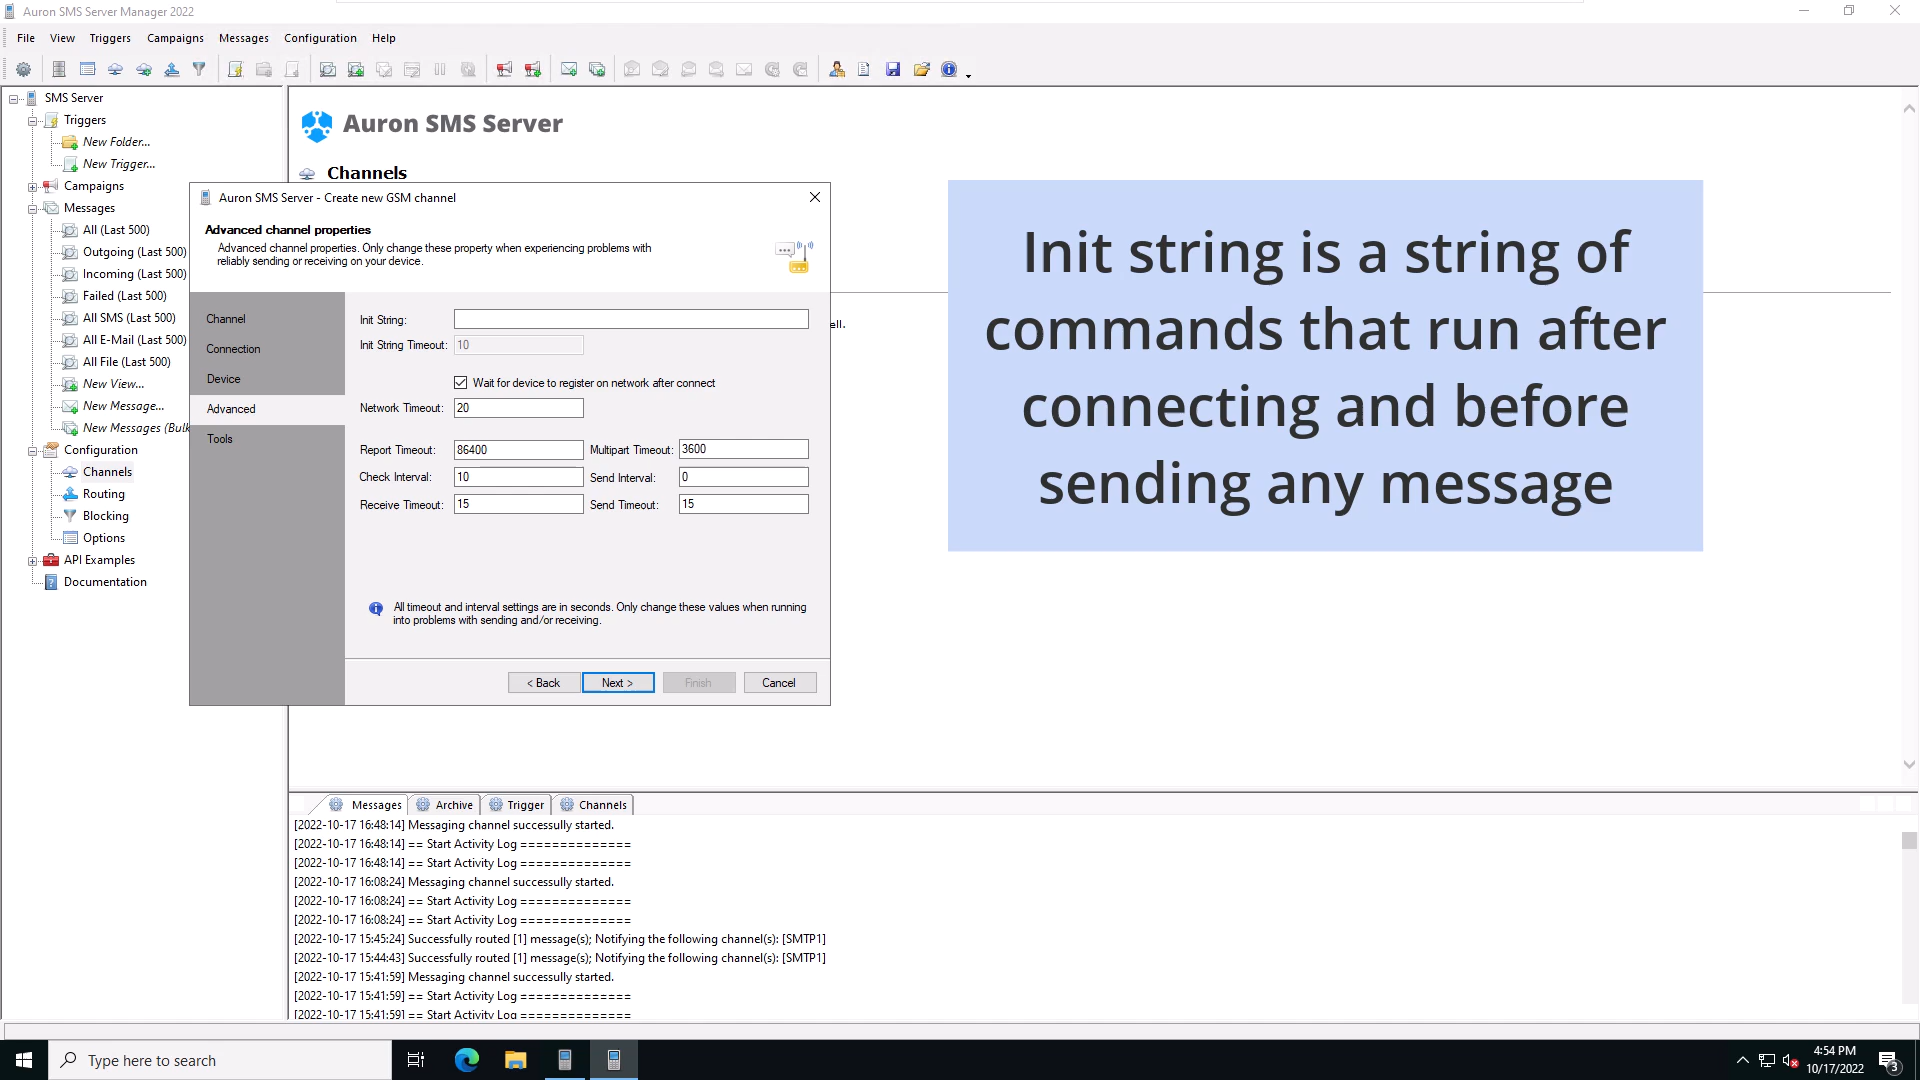 Auron SMS Server Manager 2022
File View Triggers Campaigns Messages Configuration Help
SMS Server
Triggers
New Folder...
New Trigger...
Campaigns
Messages
All (Last 500)
Outgoing (Last 500)
Incoming (Last 500)
Failed (Last 500)
All SMS (Last 500)
All E-Mail (Last 500)
All File (Last 500)
New View...
New Message...
New Messages (Bulk
Configuration
Channels
Routing
Blocking
Options
API Examples
Documentation
Auron SMS Server
Channels
ell.
Auron SMS Server - Create new GSM channel
Advanced channel properties
Advanced channel properties. Only change these property when experiencing problems with
reliably sending or receiving on your device.
Channel
Connection
Device
Advanced
Tools
Init String:
Init String Timeout: 10
Wait for device to register on network after connect
Network Timeout: 20
Report Timeout: 86400 Multipart Timeout: 3600
Check Interval: 10 Send Interval: 0
Receive Timeout: 15 Send Timeout: 15
All timeout and interval settings are in seconds. Only change these values when running
into problems with sending and/or receiving.
< Back Next > Finish Cancel
Init string is a string of
commands that run after
connecting and before
sending any message
Messages Archive Trigger Channels
[2022-10-17 16:48:14] Messaging channel successully started.
[2022-10-17 16:48:14] == Start Activity Log ==============
[2022-10-17 16:48:14] == Start Activity Log ==============
[2022-10-17 16:08:24] Messaging channel successully started.
[2022-10-17 16:08:24] == Start Activity Log ==============
[2022-10-17 16:08:24] == Start Activity Log ==============
[2022-10-17 15:45:24] Successfully routed [1] message(s); Notifying the following channel(s): [SMTP1]
[2022-10-17 15:44:43] Successfully routed [1] message(s); Notifying the following channel(s): [SMTP1]
[2022-10-17 15:41:59] Messaging channel successully started.
[2022-10-17 15:41:59] == Start Activity Log ==============
[2022-10-17 15:41:59] == Start Activity Log ==============
Type here to search
4:54 PM
10/17/2022
3